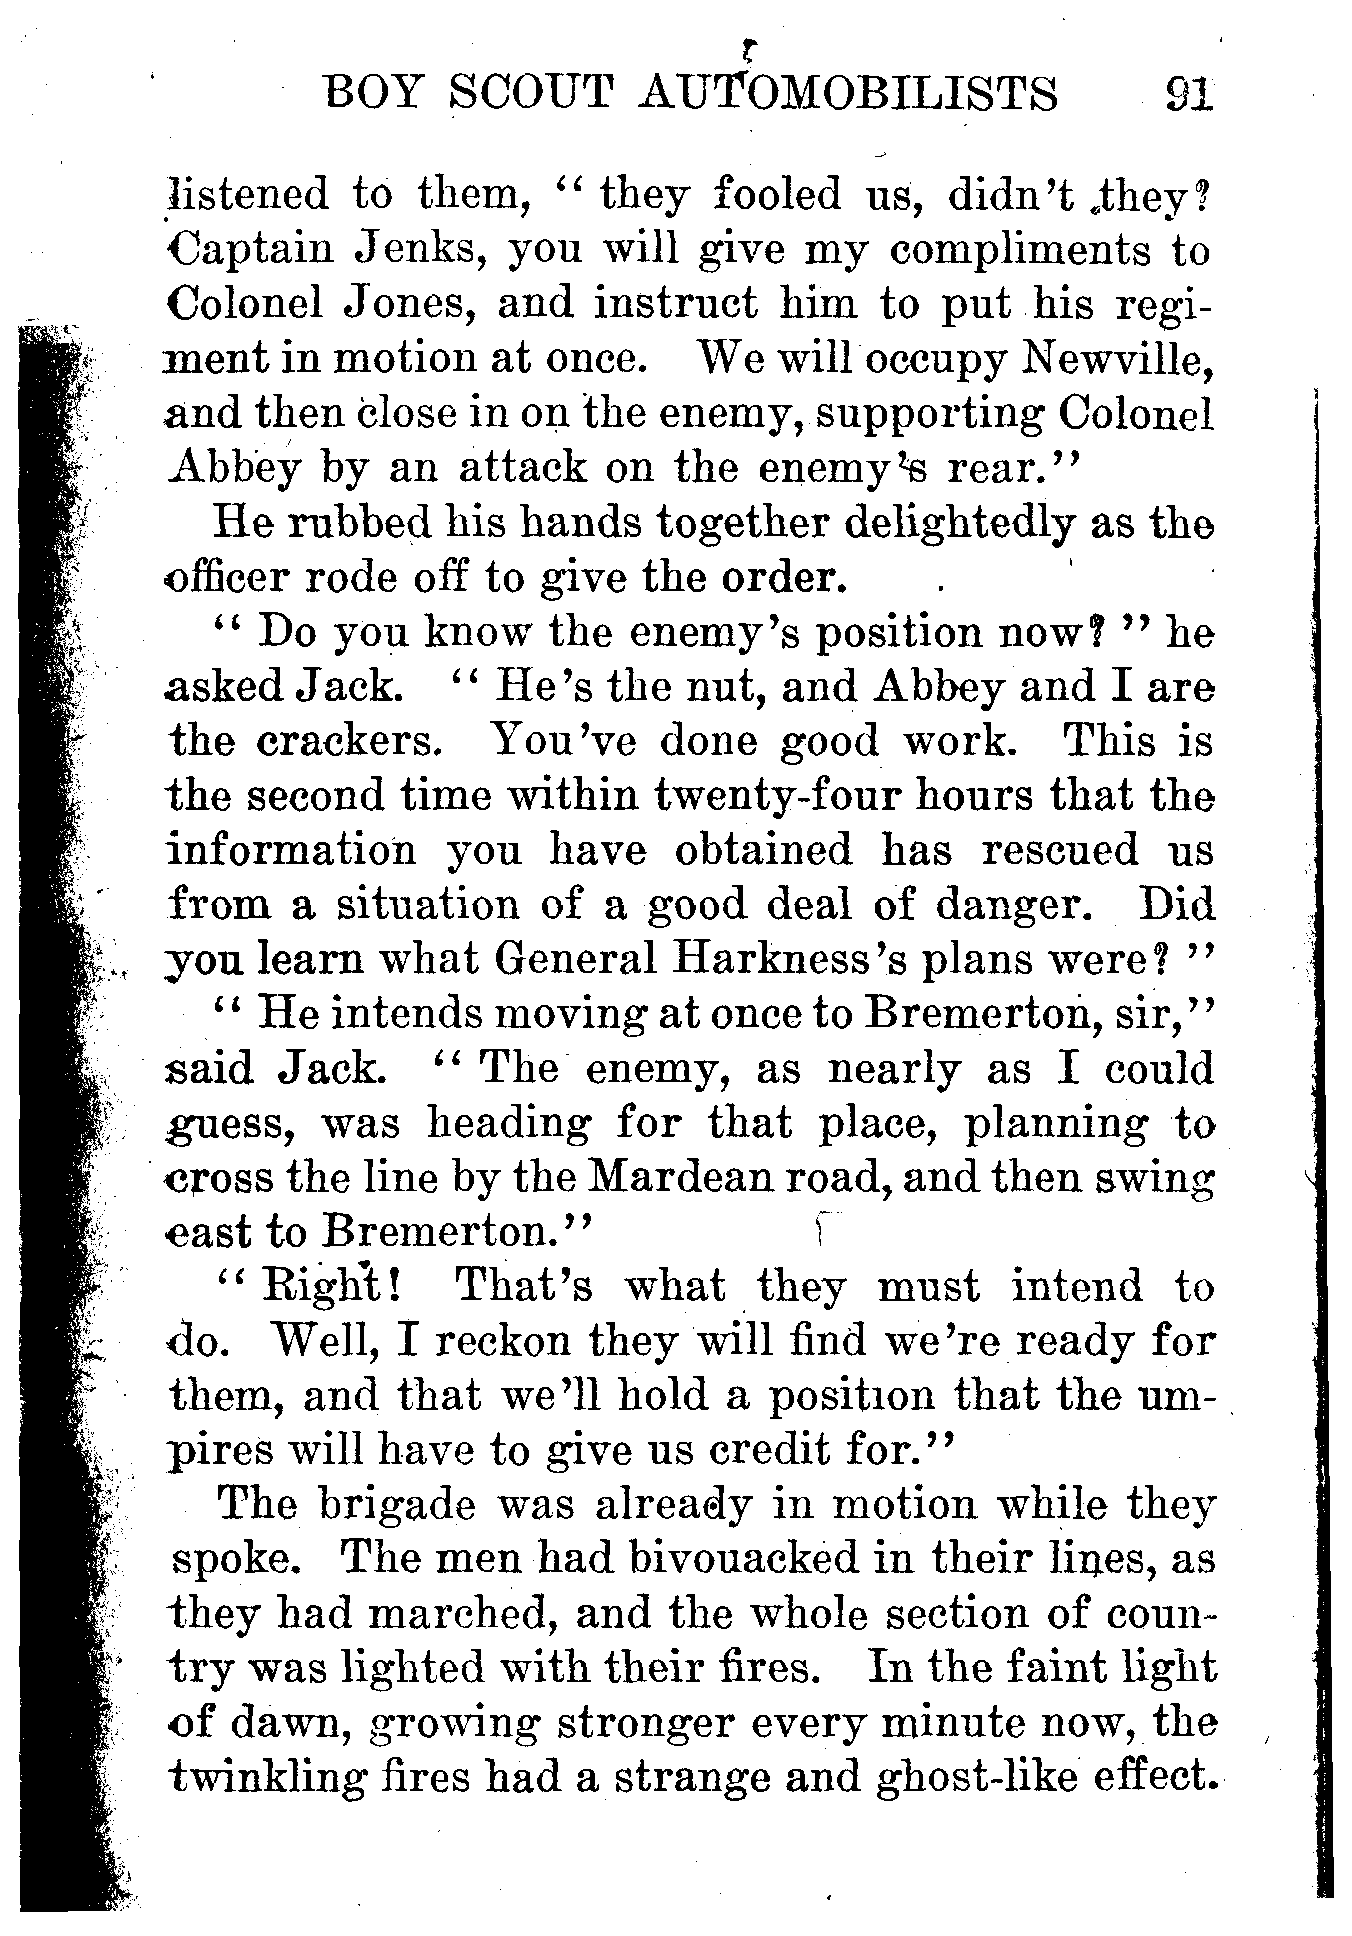 BOY SCOUT AUTOMOBILISTS 91
listened to them, “ they fooled us, didn’t they?
Captain Jenks, you will give my compliments to
Colonel Jones, and instruct him to put his regi-
ment in motion at once. We will occupy Newville,
and then close in on the enemy, supporting Colonel
Abbey by an attack on the enemy’s rear.”
He rubbed his hands together delightedly as the
officer rode off to give the order.
“ Do you know the enemy’s position now? ” he
asked Jack. “ He’s the nut, and Abbey and I are
the crackers. You’ve done good work. This is
the second time within twenty-four hours that the
information you have obtained has rescued us
from a situation of a good deal of danger. Did
you learn what General Harkness’s plans were? ”
“ He intends moving at once to Bremerton, sir,”
said Jack. “ The enemy, as nearly as I could
guess, was heading for that place, planning to
cross the line by the Mardean road, and then swing
east to Bremerton.”
“ Right! That’s what they must intend to
do. Well, I reckon they will find we’re ready for
them, and that we’ll hold a position that the um-
pires will have to give us credit for.”
The brigade was already in motion while they
spoke. The men had bivouacked in their lines, as
they had marched, and the whole section of coun-
try was lighted with their fires. In the faint light
of dawn, growing stronger every minute now, the
twinkling fires had a strange and ghost-like effect.